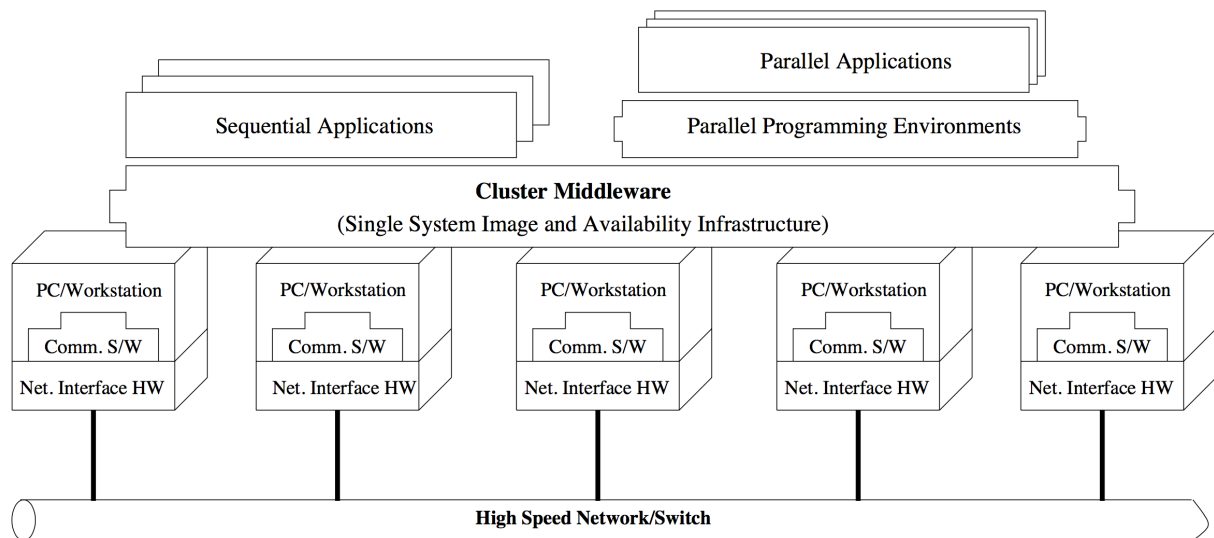 Parallel Applications
Sequential Applications
Parallel Programming Environments
Cluster Middleware
(Single System Image and Availability Infrastructure)
PC/Workstation
Comm. S/W
Net. Interface HW
PC/Workstation
Comm. S/W
Net. Interface HW
PC/Workstation
Comm. S/W
Net. Interface HW
PC/Workstation
Comm. S/W
Net. Interface HW
PC/Workstation
Comm. S/W
Net. Interface HW
High Speed Network/Switch